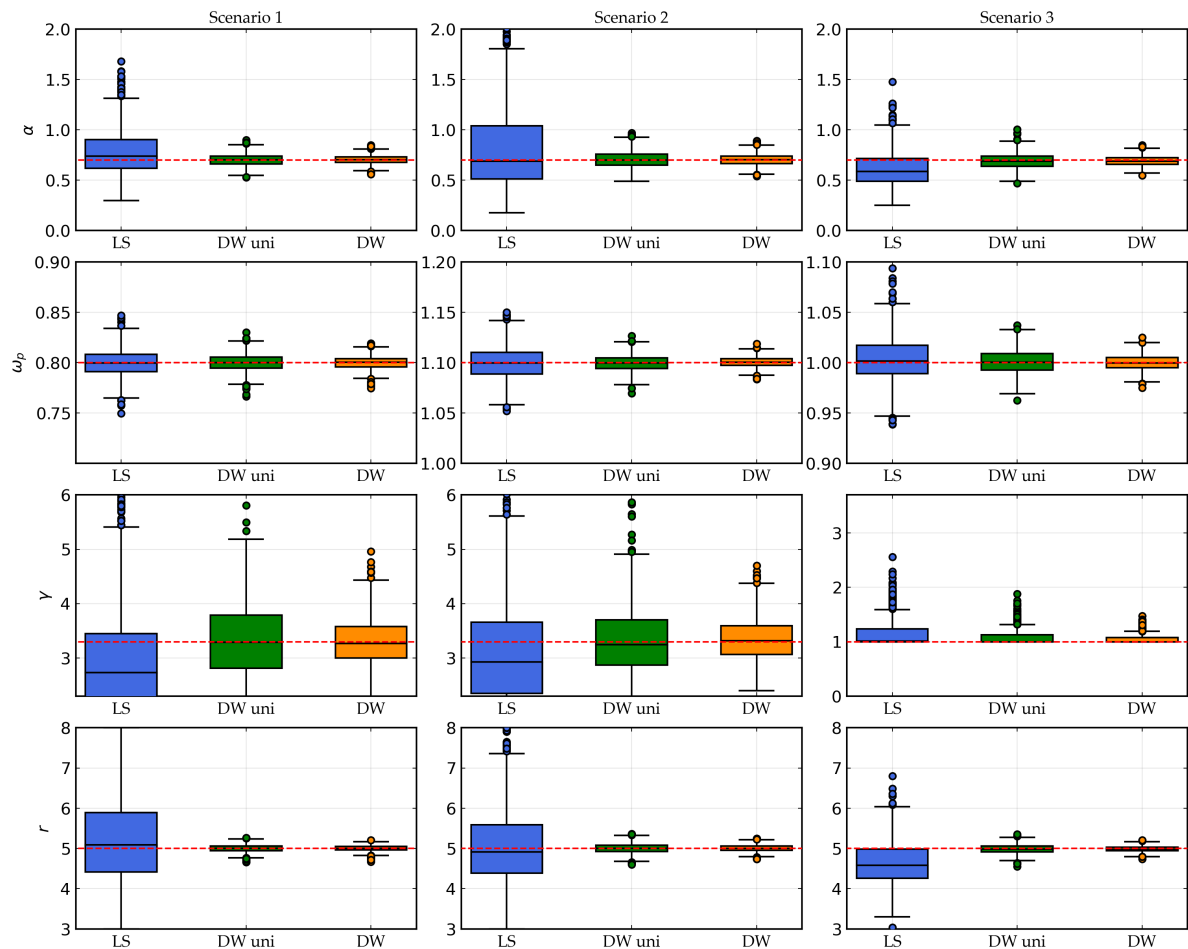 Scenario 1 Scenario 2 Scenario 3
2.0 2.0 2.0
1.5 1.5 1.5
α 1.0 1.0 1.0
0.5 0.5 0.5
0.0 0.0 0.0
LS DW uni DW LS DW uni DW LS DW uni DW
0.90 1.20 1.10
0.85 1.15 1.05
ωp 0.80 1.10 1.00
0.75 1.05 0.95
1.00 0.90
LS DW uni DW LS DW uni DW LS DW uni DW
6 6
5 5 3
γ 4 4 2
3 3 1
0
LS DW uni DW LS DW uni DW LS DW uni DW
8 8 8
7 7 7
r 6 6 6
5 5 5
4 4 4
3 3 3
LS DW uni DW LS DW uni DW LS DW uni DW